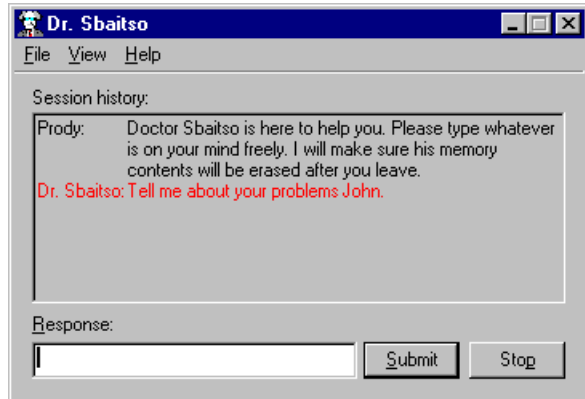 Dr. Sbaitso
File View Help
Session history:
Prody: Doctor Sbaitso is here to help you. Please type whatever
is on your mind freely. I will make sure his memory
contents will be erased after you leave.
Dr. Sbaitso: Tell me about your problems John.
Response:
Submit Stop